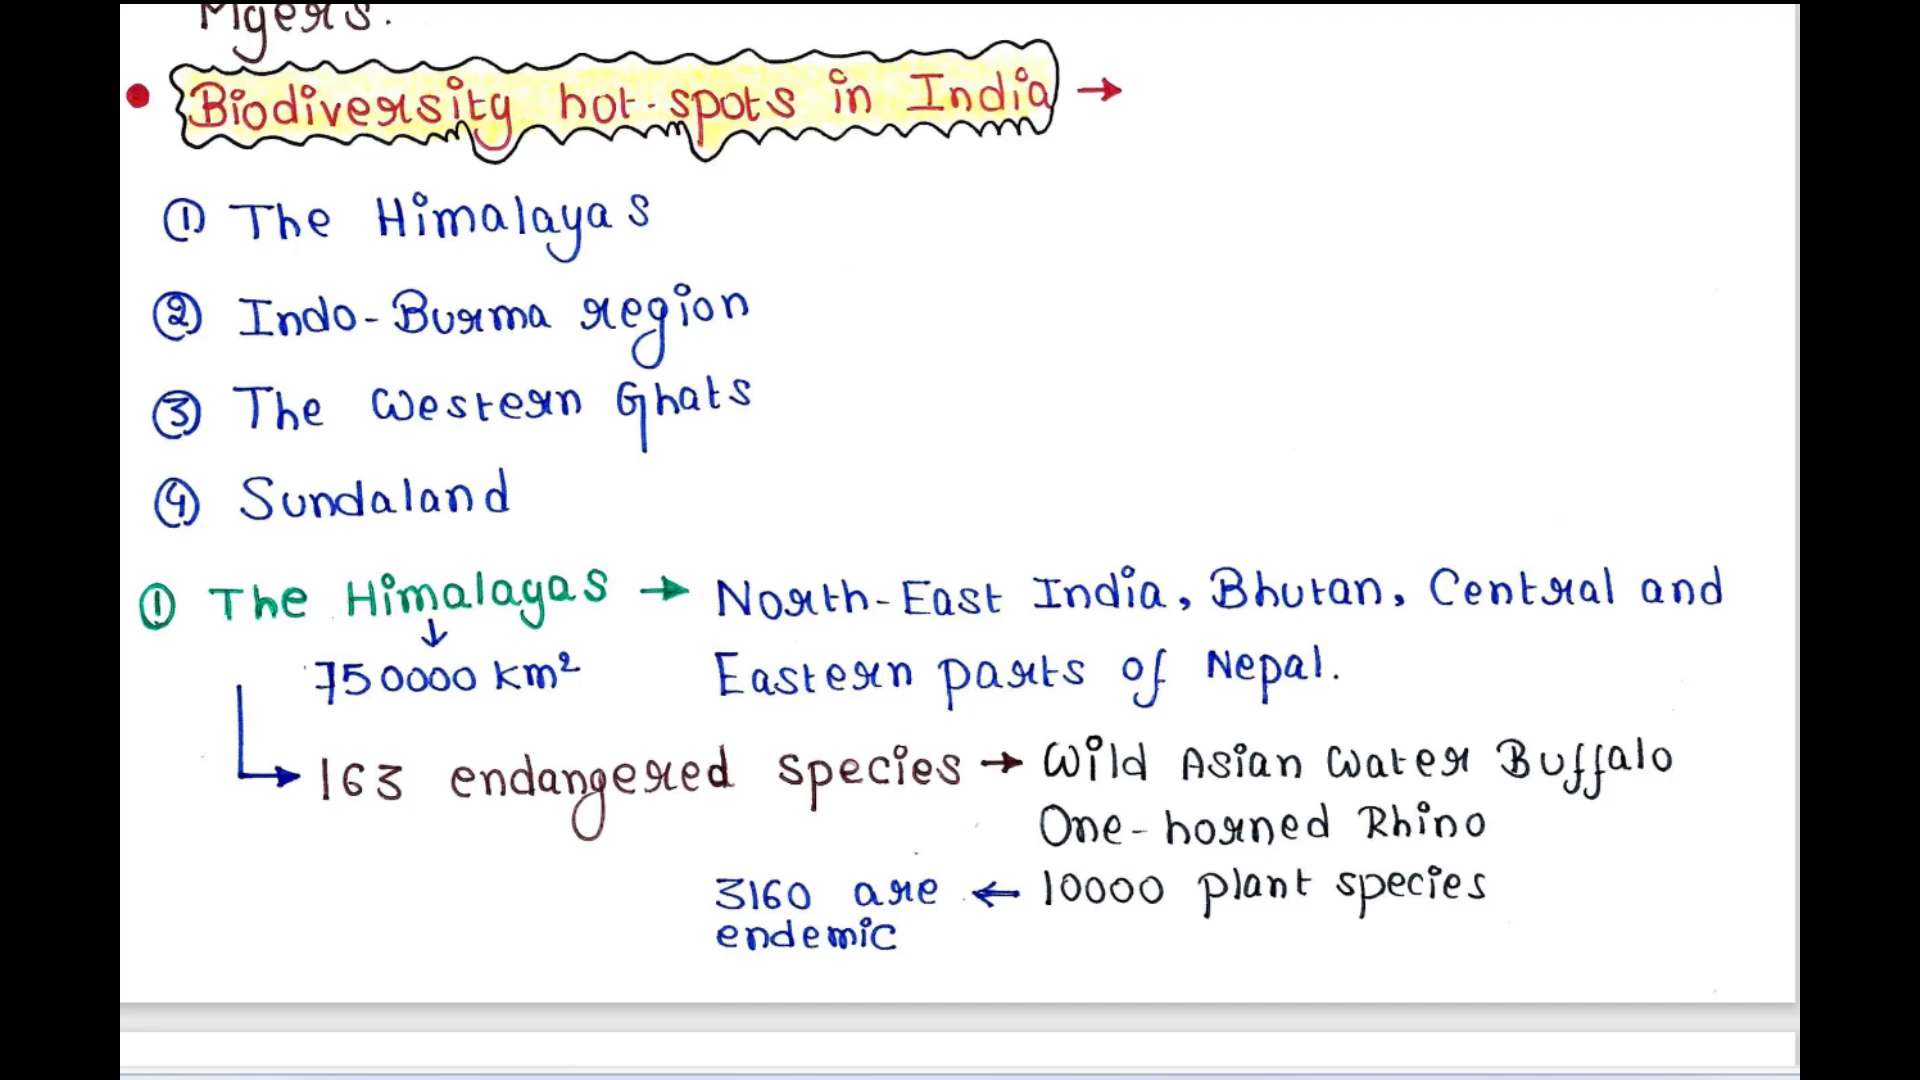 Mgers.
• Biodiversity hot-spots in India →
① The Himalayas
② Indo-Burma region
③ The Western Ghats
④ Sundaland
① The Himalayas → North-East India, Bhutan, Central and
↓
750000 km² Eastern parts of Nepal.
→ 163 endangered species → Wild Asian Water Buffalo
One-horned Rhino
3160 are ← 10000 plant species
endemic